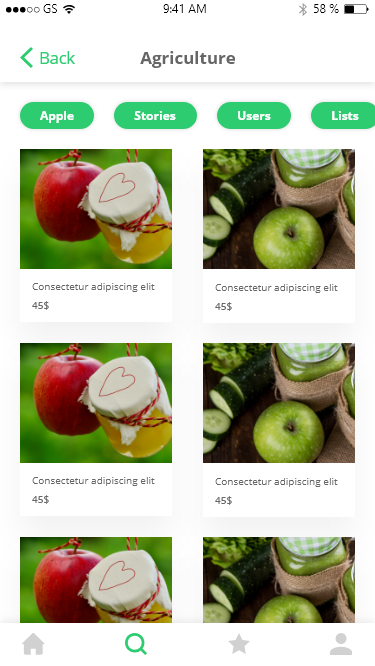 GS 9:41 AM 58 %
Back Agriculture
Apple Stories Users Lists
Consectetur adipiscing elit Consectetur adipiscing elit
45$ 45$
Consectetur adipiscing elit Consectetur adipiscing elit
45$ 45$